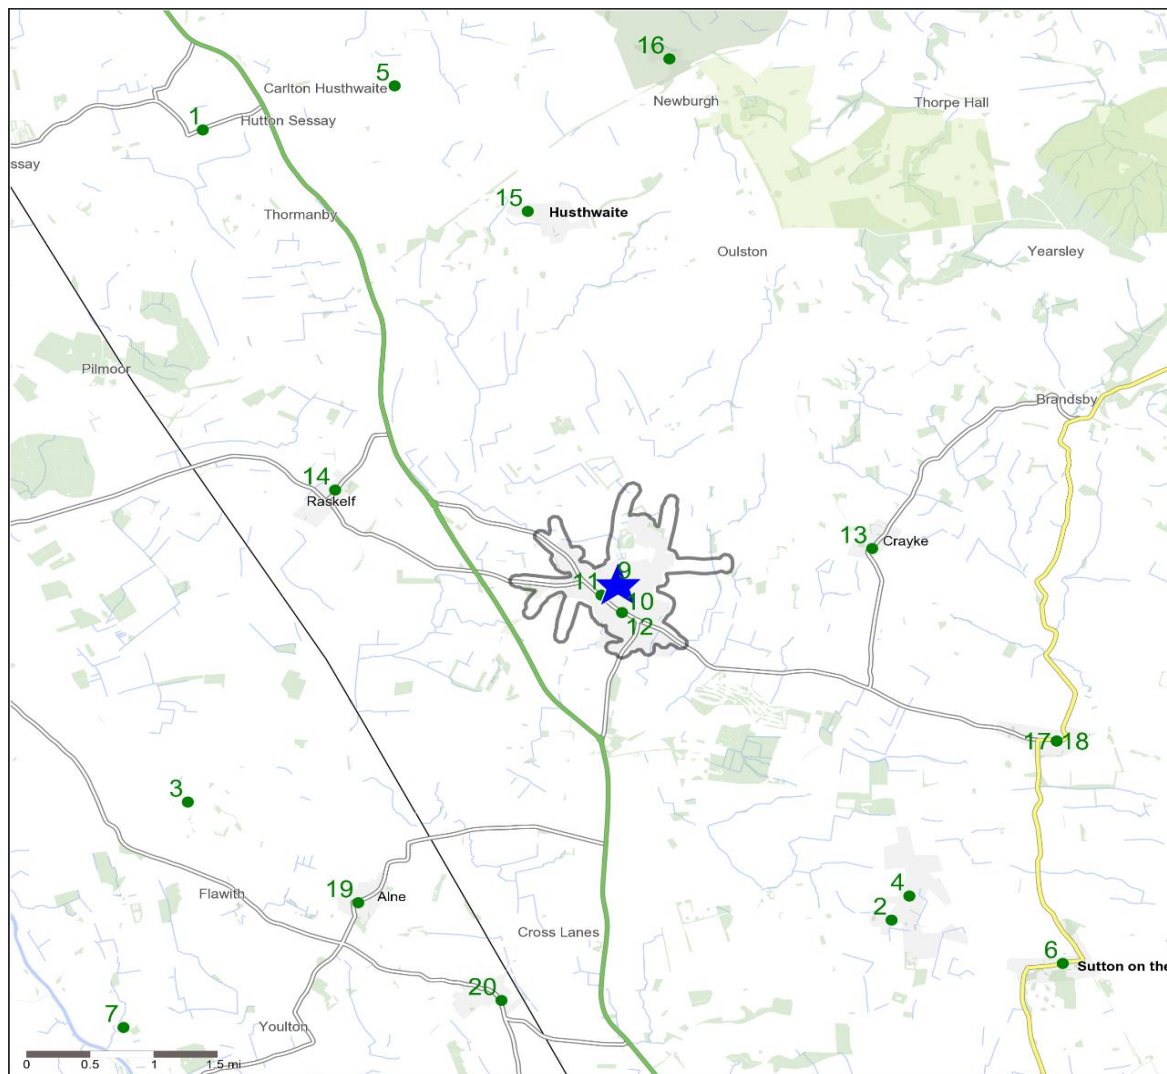 16
5
Carlton Husthwaite
Newburgh
Thorpe Hall
1
Hutton Sessay
ssay
15
Husthwaite
Thormanby
Oulston
Yearsley
Pilmoor
Brandsby
14
Raskelf
13
Crayke
9
11
10
12
17
18
3
19
Alne
Flawith
4
2
Cross Lanes
6
Sutton on the
20
7
Youlton
0 0.5 1 1.5 mi